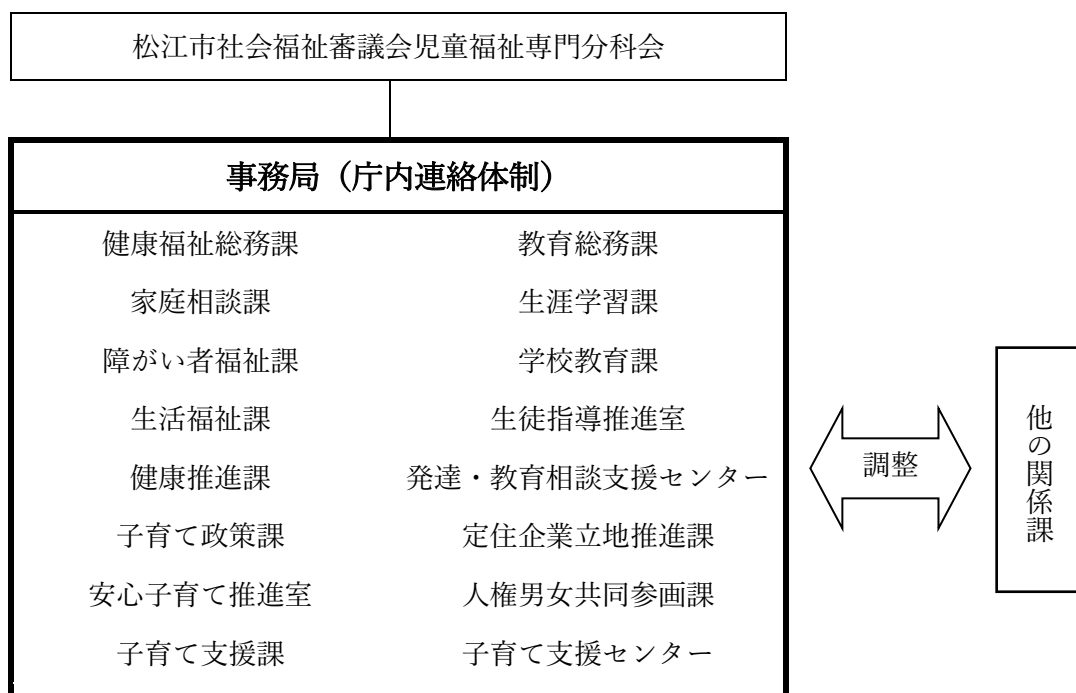 松江市社会福祉審議会児童福祉専門分科会
事務局（庁内連絡体制）
健康福祉総務課 教育総務課
家庭相談課 生涯学習課
障がい者福祉課 学校教育課
生活福祉課 生徒指導推進室
健康推進課 発達・教育相談支援センター
子育て政策課 定住企業立地推進課
安心子育て推進室 人権男女共同参画課
子育て支援課 子育て支援センター
調整
他の関係課